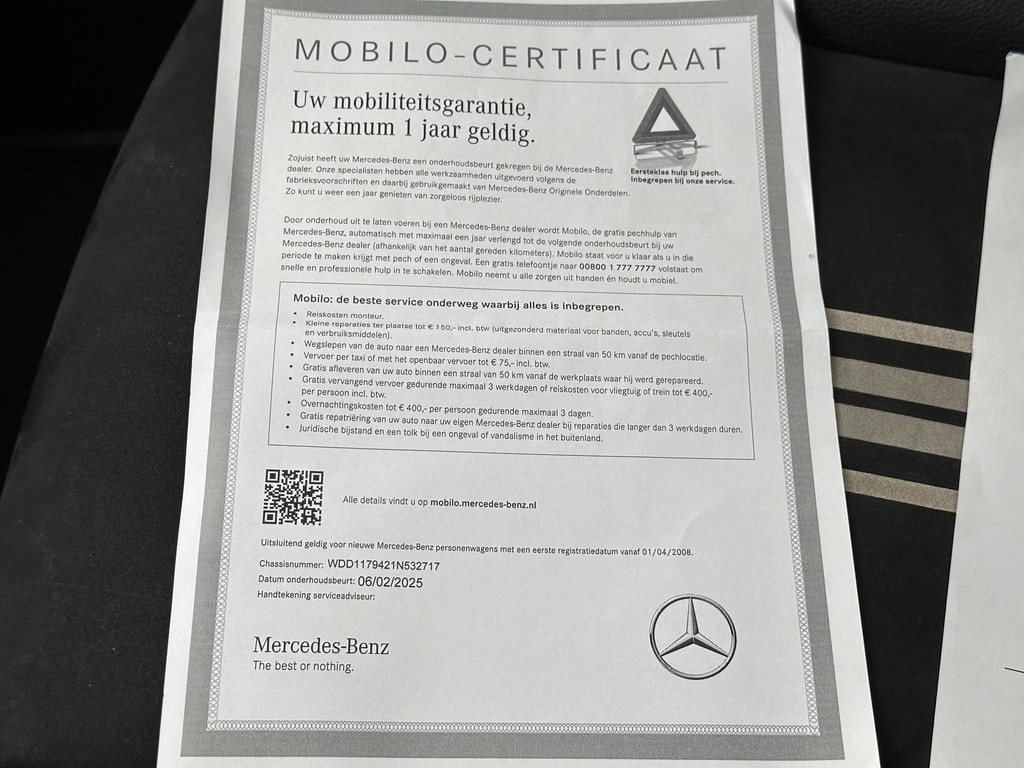 MOBILO-CERTIFICAAT
Uw mobiliteitsgarantie,
maximum 1 jaar geldig.
Eersteklas hulp bij pech.
Inbegrepen bij onze service.
Zojuist heeft uw Mercedes-Benz een onderhoudsbeurt gekregen bij de Mercedes-Benz
dealer. Onze specialisten hebben alle werkzaamheden uitgevoerd volgens de
fabrieksvoorschriften en daarbij gebruikgemaakt van Mercedes-Benz Originele Onderdelen.
Zo kunt u weer een jaar genieten van zorgeloos rijplezier.
Door onderhoud uit te laten voeren bij een Mercedes-Benz dealer wordt Mobilo, de gratis pechhulp van
Mercedes-Benz, automatisch met maximaal een jaar verlengd tot de volgende onderhoudsbeurt bij uw
Mercedes-Benz dealer (afhankelijk van het aantal gereden kilometers). Mobilo staat voor u klaar als u in die
periode te maken krijgt met pech of een ongeval. Een gratis telefoontje naar 00800 1 777 7777 volstaat om
snelle en professionele hulp in te schakelen. Mobilo neemt u alle zorgen uit handen én houdt u mobiel.
Mobilo: de beste service onderweg waarbij alles is inbegrepen.
• Reiskosten monteur.
• Kleine reparaties ter plaatse tot € 150,- incl. btw (uitgezonderd materiaal voor banden, accu's, sleutels
en verbruiksmiddelen).
• Wegslepen van de auto naar een Mercedes-Benz dealer binnen een straal van 50 km vanaf de pechlocatie.
• Vervoer per taxi of met het openbaar vervoer tot € 75,- incl. btw.
• Gratis afleveren van uw auto binnen een straal van 50 km vanaf de werkplaats waar hij werd gerepareerd.
• Gratis vervangend vervoer gedurende maximaal 3 werkdagen of reiskosten voor vliegtuig of trein tot € 400,-
per persoon incl. btw.
• Overnachtingskosten tot € 400,- per persoon gedurende maximaal 3 dagen.
• Gratis repatriëring van uw auto naar uw eigen Mercedes-Benz dealer bij reparaties die langer dan 3 werkdagen duren.
• Juridische bijstand en een tolk bij een ongeval of vandalisme in het buitenland.
Alle details vindt u op mobilo.mercedes-benz.nl
Uitsluitend geldig voor nieuwe Mercedes-Benz personenwagens met een eerste registratiedatum vanaf 01/04/2008.
Chassisnummer: WDD1179421N532717
Datum onderhoudsbeurt: 06/02/2025
Handtekening serviceadviseur:
Mercedes-Benz
The best or nothing.